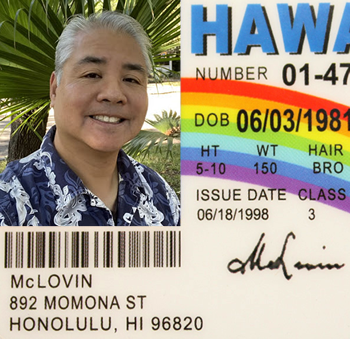 HAWA
NUMBER 01-47
DOB 06/03/1981
HT WT HAIR
5-10 150 BRO
ISSUE DATE CLASS
06/18/1998 3
McLovin
McLOVIN
892 MOMONA ST
HONOLULU, HI 96820